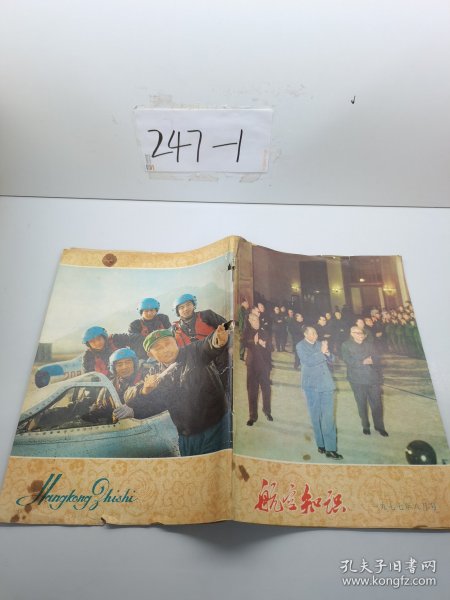 247-1
Hangkong Zhishi
航空知识
一九七七年八月号
孔夫子旧书网
www.kongfz.com